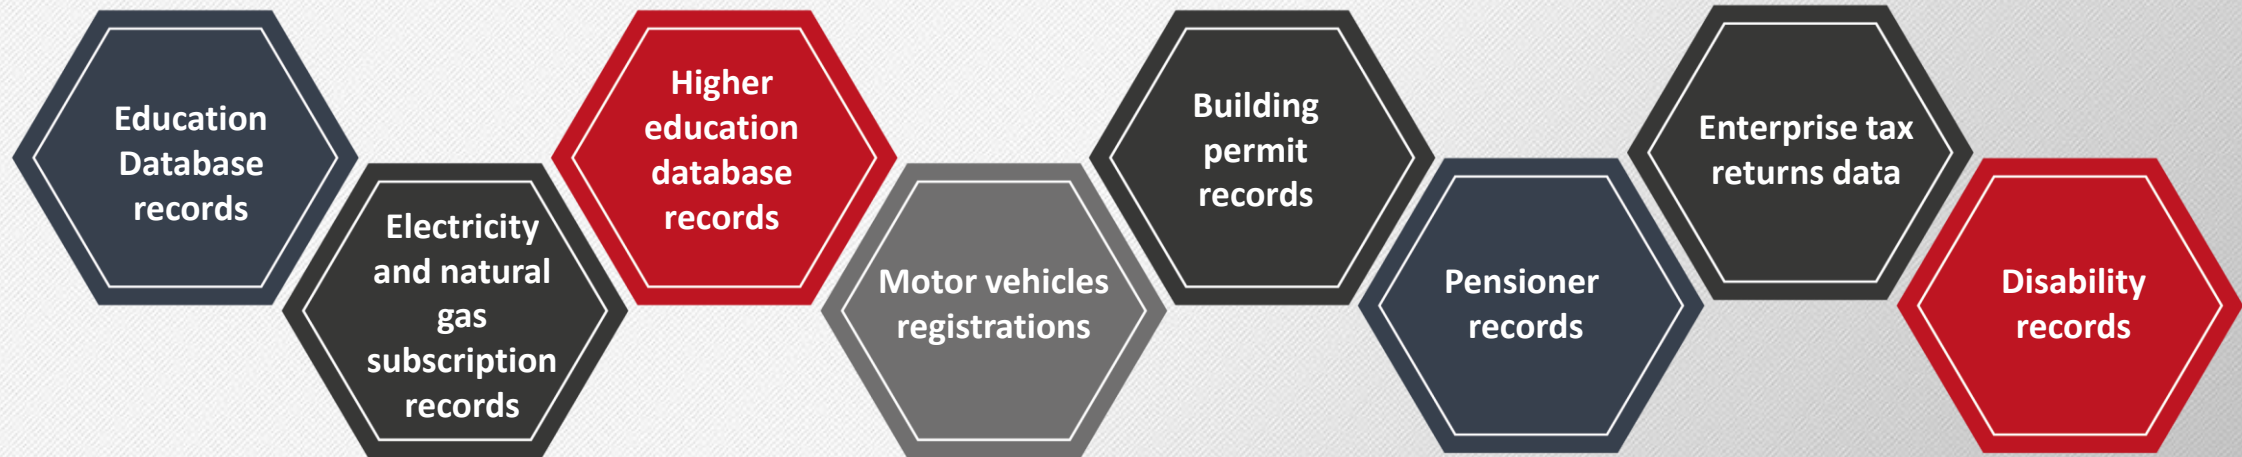 Education
Database
records
Electricity
and natural
gas
subscription
records
Higher
education
database
records
Motor vehicles
registrations
Building
permit
records
Pensioner
records
Enterprise tax
returns data
Disability
records